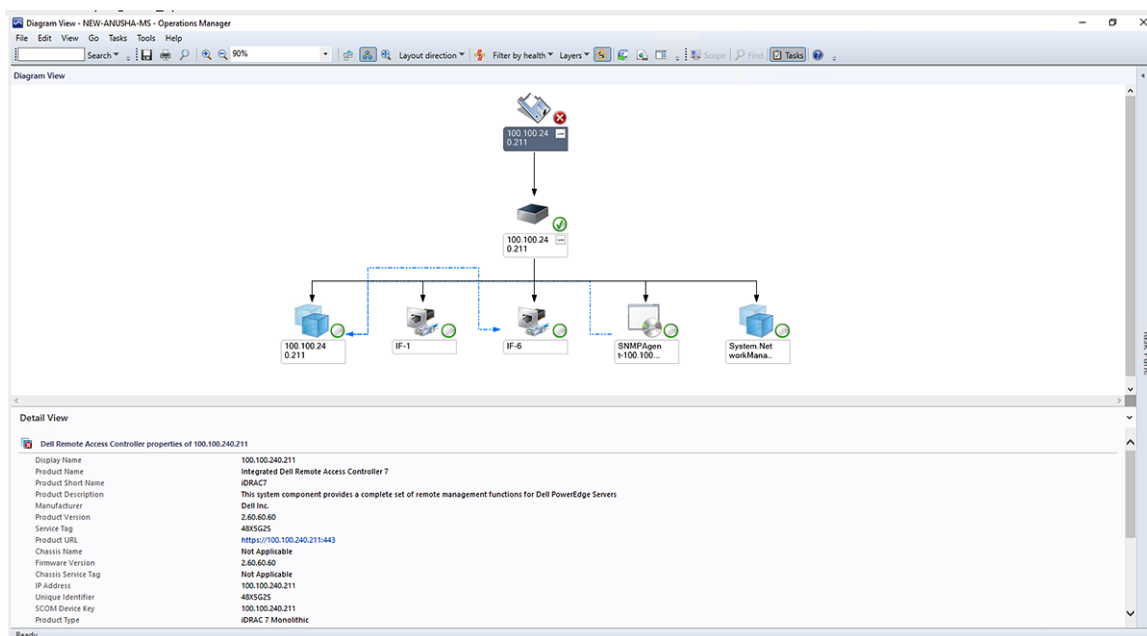 Diagram View - NEW-ANUSHA-MS - Operations Manager
File Edit View Go Tasks Tools Help
Search 90% Layout direction Filter by health Layers Scope Find Tasks
Diagram View
100.100.24
0.211
100.100.24
0.211
100.100.24
0.211
IF-1
IF-6
SNMPAgen
t-100.100...
System.Net
workMana...
Detail View
Dell Remote Access Controller properties of 100.100.240.211
Display Name 100.100.240.211
Product Name Integrated Dell Remote Access Controller 7
Product Short Name iDRAC7
Product Description This system component provides a complete set of remote management functions for Dell PowerEdge Servers
Manufacturer Dell Inc.
Product Version 2.60.60.60
Service Tag 48X5G2S
Product URL https://100.100.240.211:443
Chassis Name Not Applicable
Firmware Version 2.60.60.60
Chassis Service Tag Not Applicable
IP Address 100.100.240.211
Unique Identifier 48X5G2S
SCOM Device Key 100.100.240.211
Product Type iDRAC 7 Monolithic
Ready